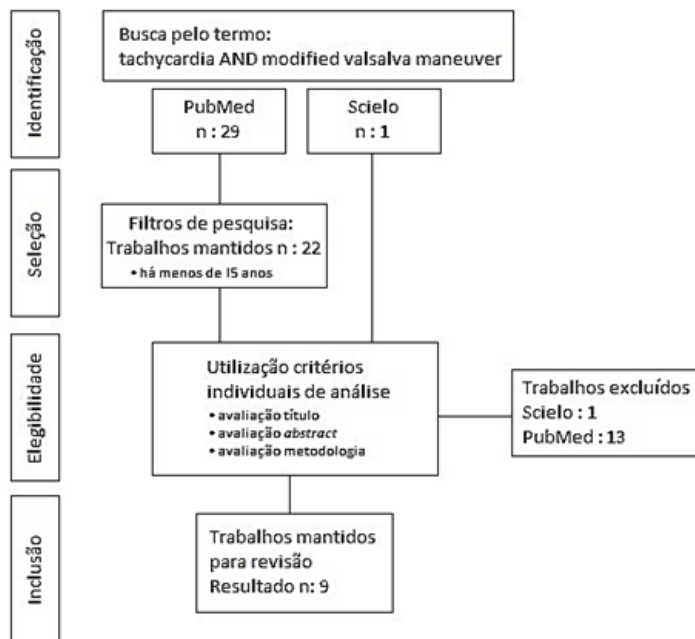 Identificação
Busca pelo termo:
tachycardia AND modified valsalva maneuver
PubMed
n : 29
Scielo
n : 1
Seleção
Filtros de pesquisa:
Trabalhos mantidos n : 22
• há menos de 15 anos
Elegibilidade
Utilização critérios
individuais de análise
• avaliação título
• avaliação abstract
• avaliação metodologia
Trabalhos excluídos
Scielo : 1
PubMed : 13
Inclusão
Trabalhos mantidos
para revisão
Resultado n: 9